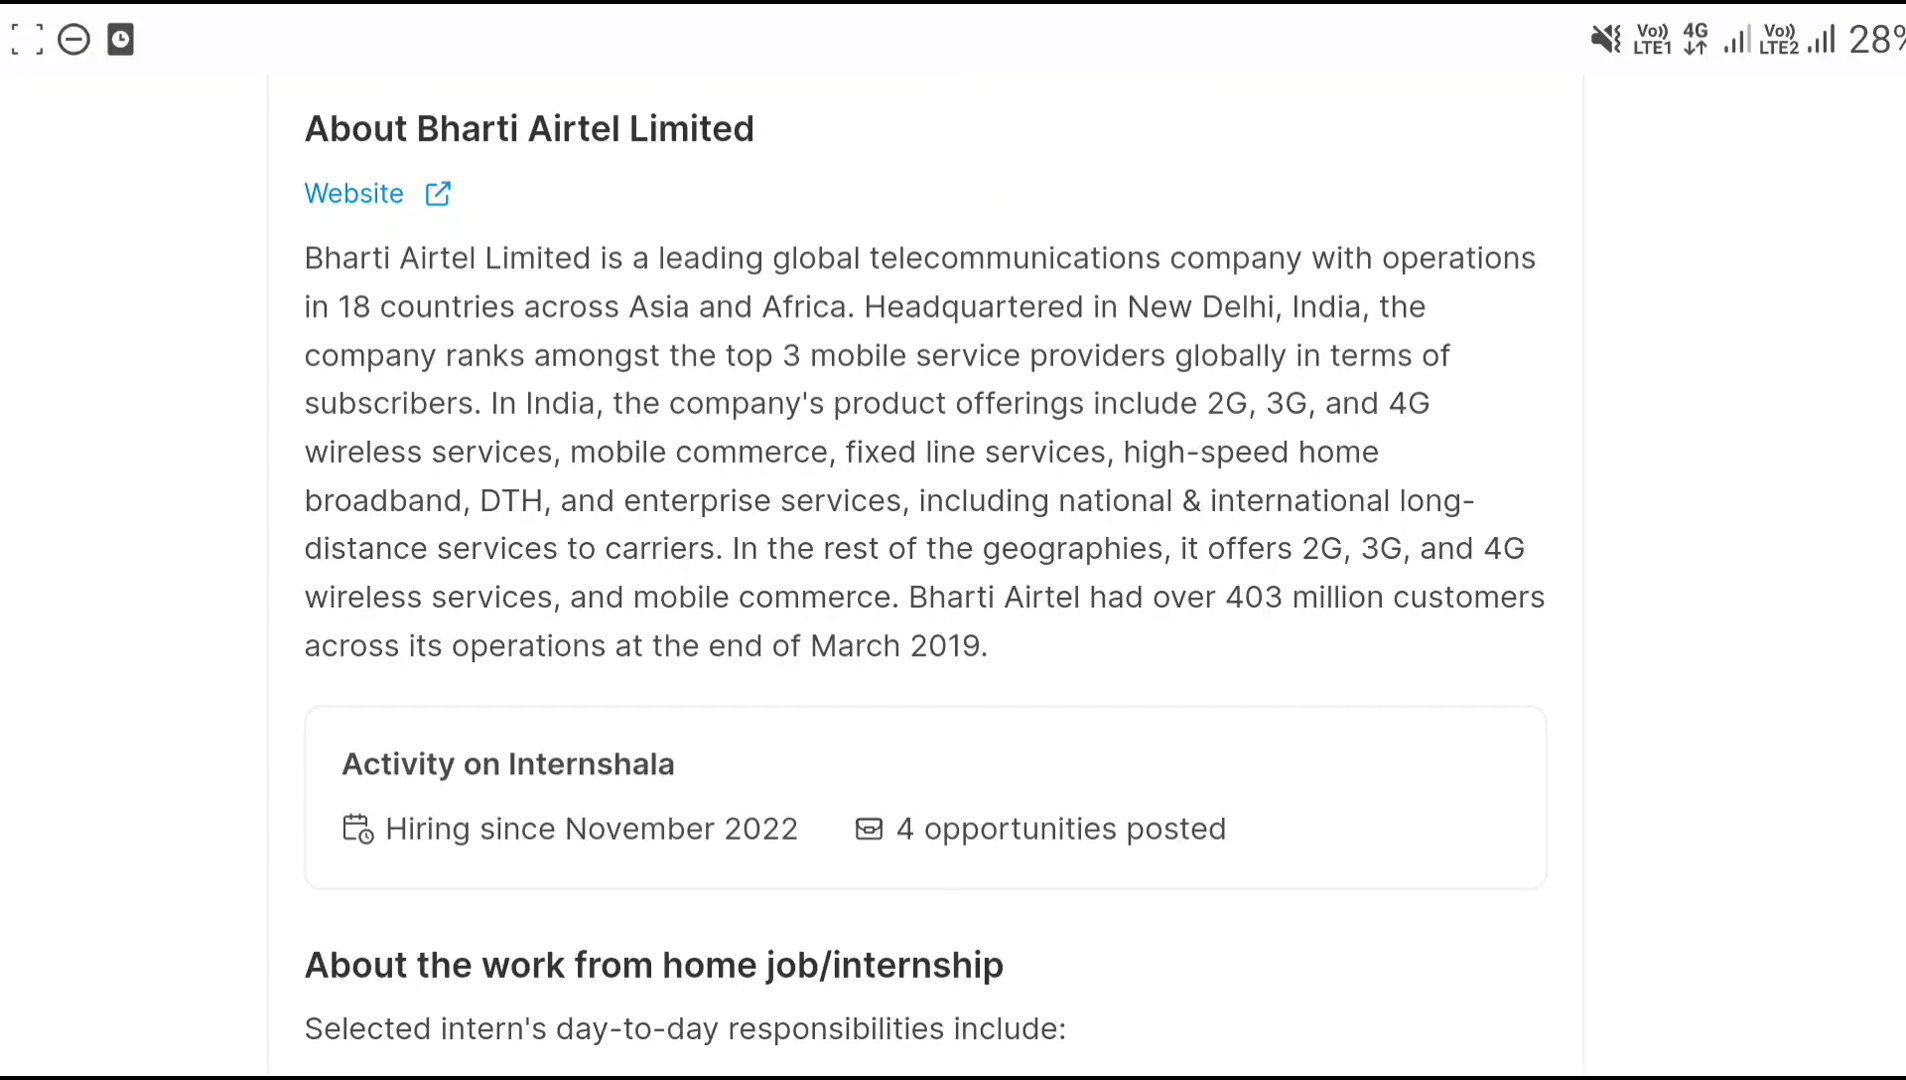 Vo)) LTE1 4G Vo)) LTE2 28%
About Bharti Airtel Limited
Website
Bharti Airtel Limited is a leading global telecommunications company with operations
in 18 countries across Asia and Africa. Headquartered in New Delhi, India, the
company ranks amongst the top 3 mobile service providers globally in terms of
subscribers. In India, the company's product offerings include 2G, 3G, and 4G
wireless services, mobile commerce, fixed line services, high-speed home
broadband, DTH, and enterprise services, including national & international long-
distance services to carriers. In the rest of the geographies, it offers 2G, 3G, and 4G
wireless services, and mobile commerce. Bharti Airtel had over 403 million customers
across its operations at the end of March 2019.
Activity on Internshala
Hiring since November 2022 4 opportunities posted
About the work from home job/internship
Selected intern's day-to-day responsibilities include: